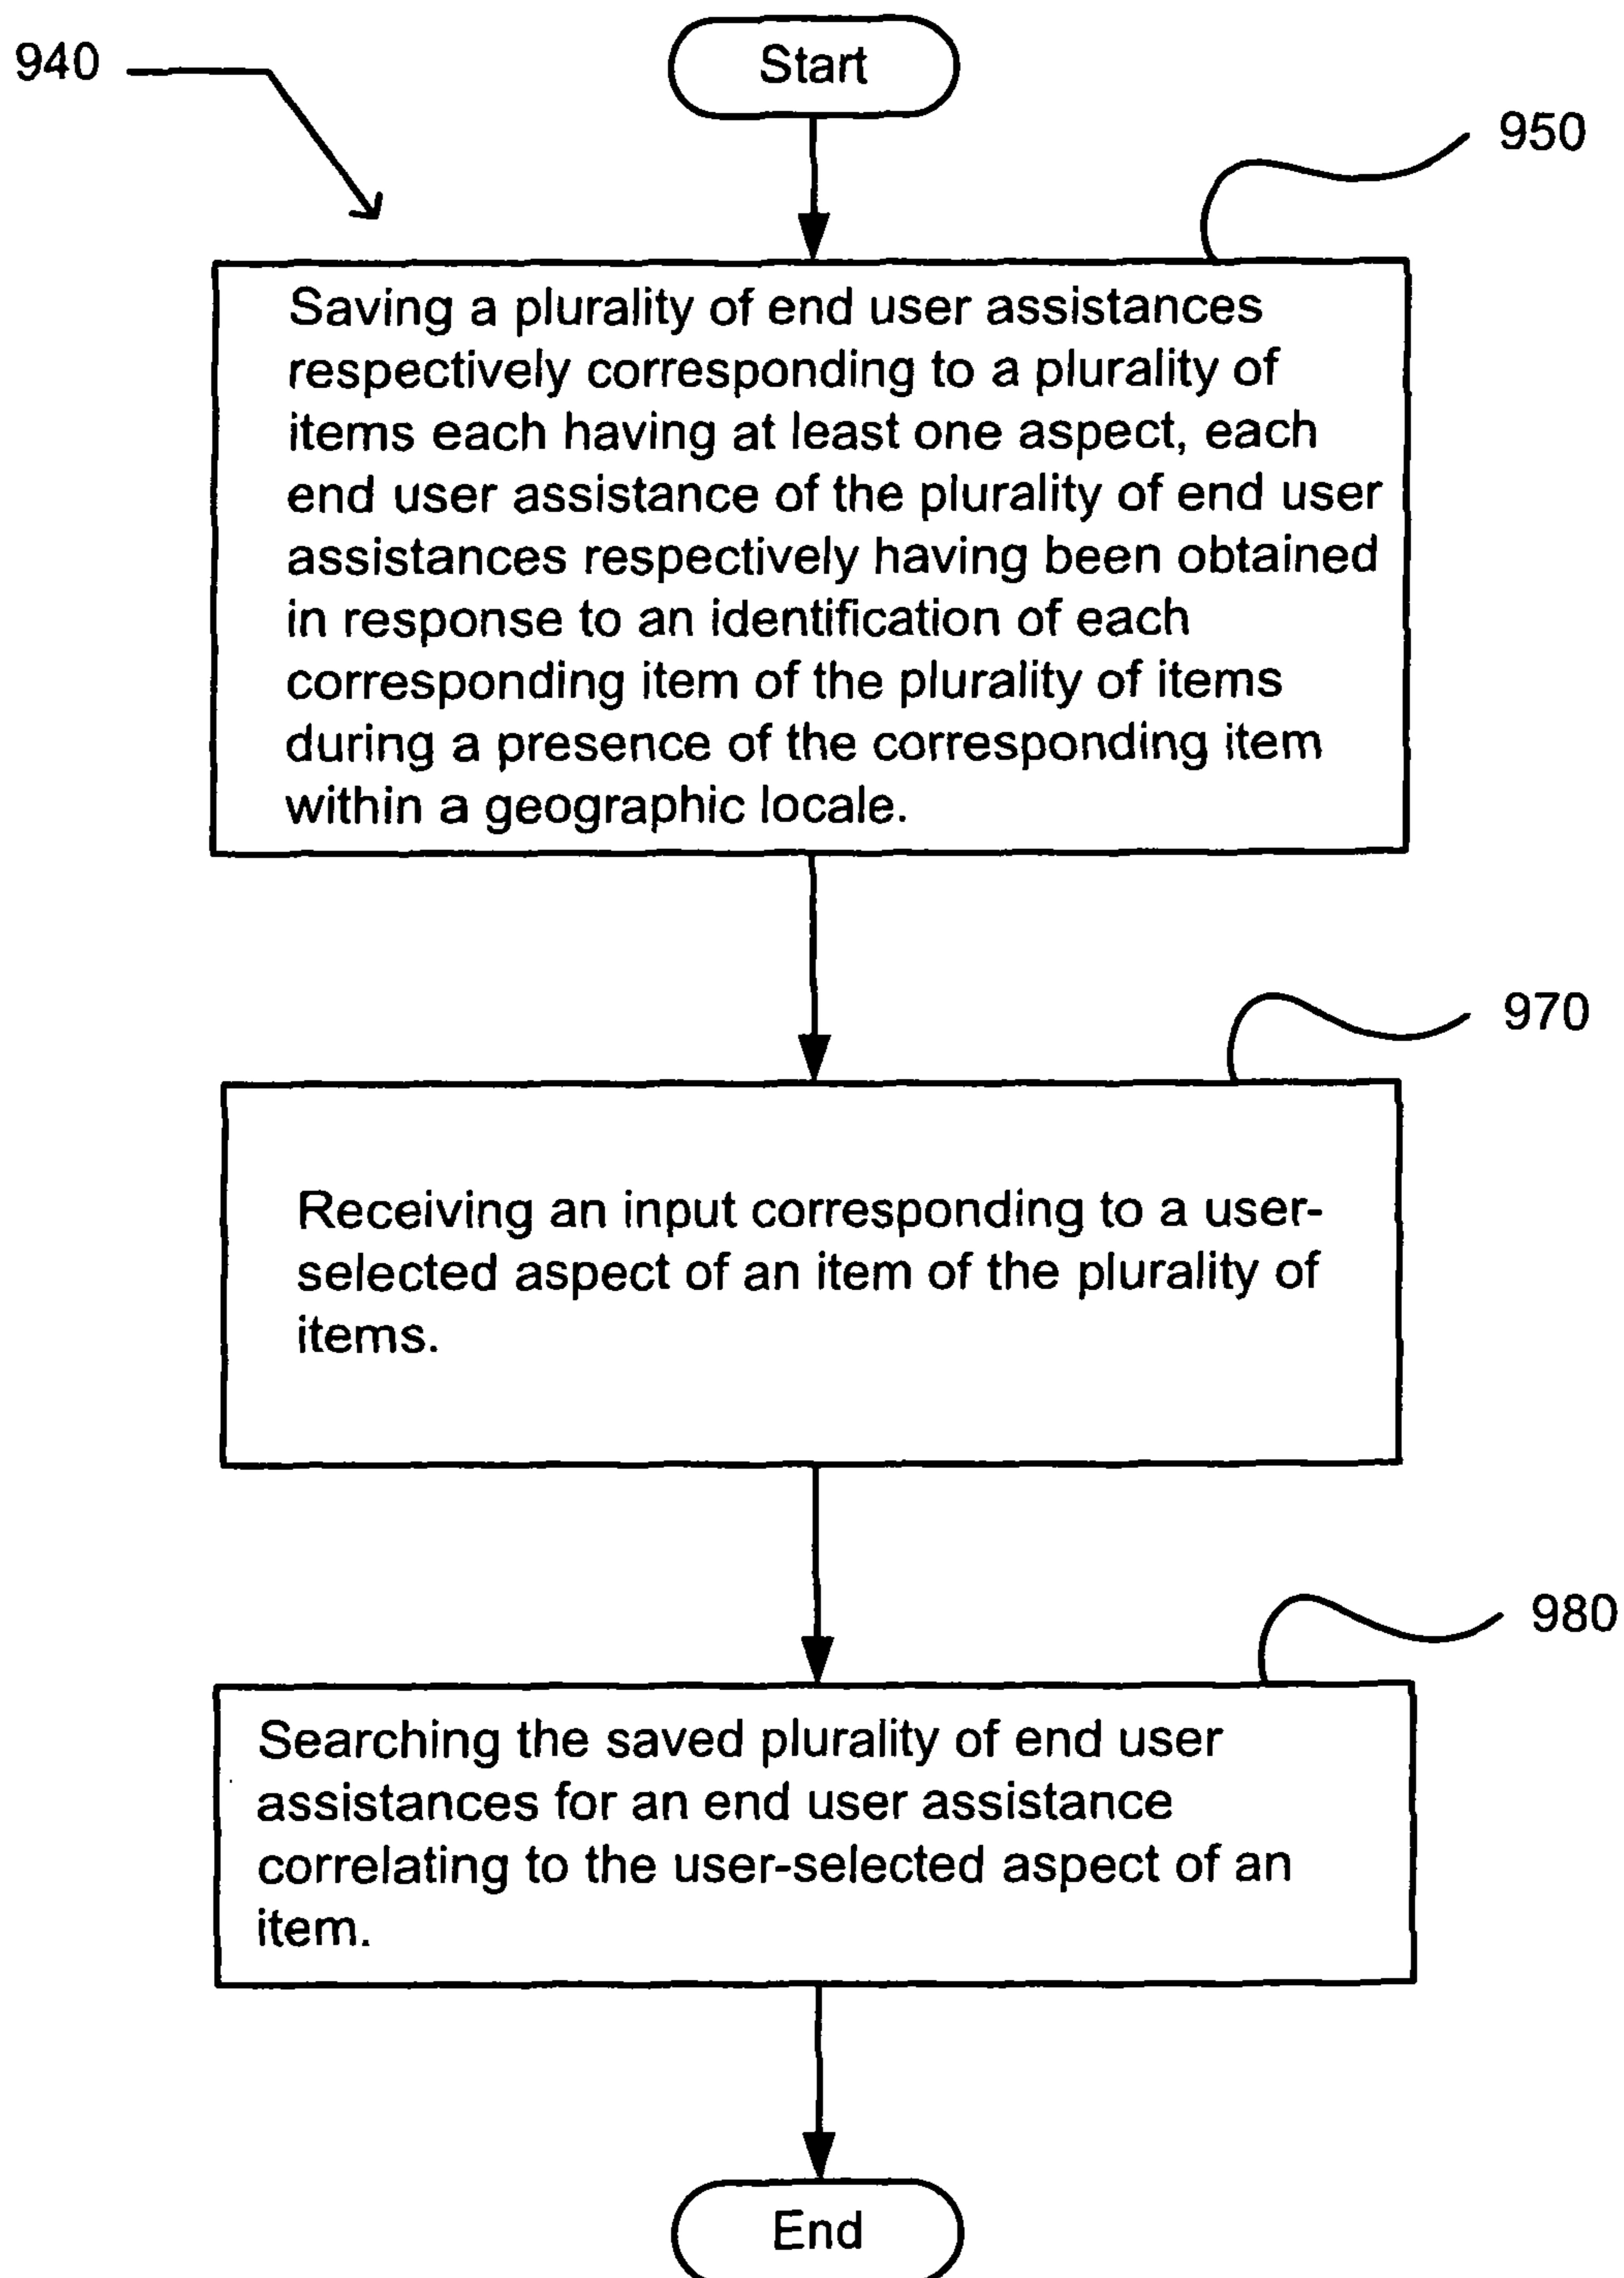 Start
940
950
Saving a plurality of end user assistances
respectively corresponding to a plurality of
items each having at least one aspect, each
end user assistance of the plurality of end user
assistances respectively having been obtained
in response to an identification of each
corresponding item of the plurality of items
during a presence of the corresponding item
within a geographic locale.
970
Receiving an input corresponding to a user-
selected aspect of an item of the plurality of
items.
980
Searching the saved plurality of end user
assistances for an end user assistance
correlating to the user-selected aspect of an
item.
End